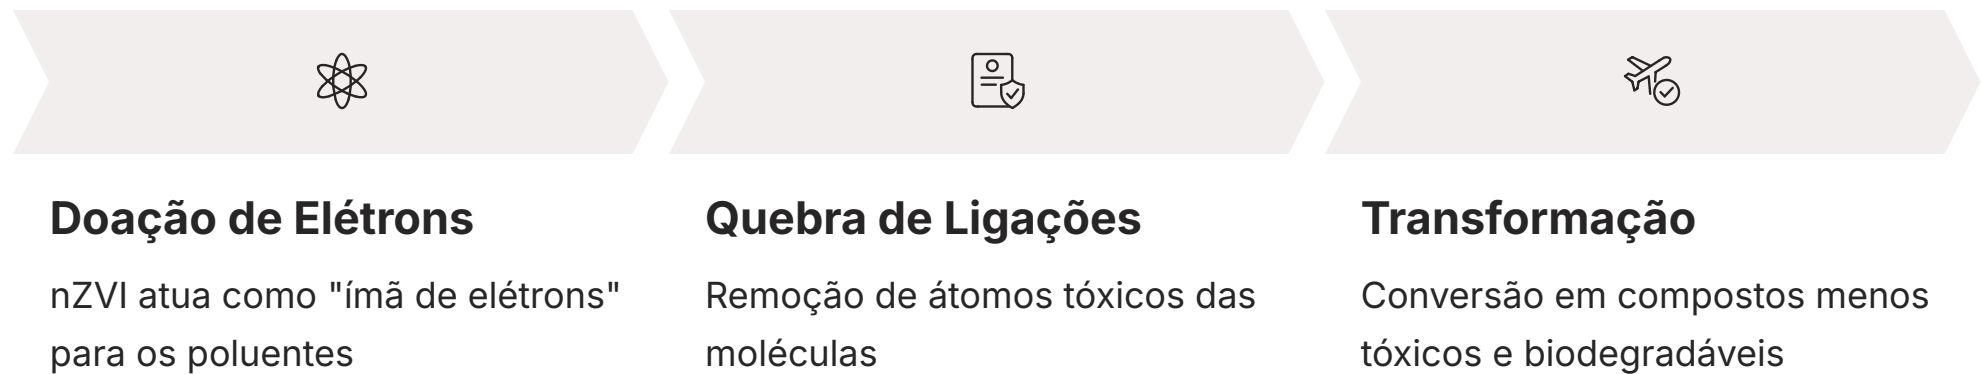 Doação de Elétrons
nZVI atua como "ímã de elétrons"
para os poluentes
Quebra de Ligações
Remoção de átomos tóxicos das
moléculas
Transformação
Conversão em compostos menos
tóxicos e biodegradáveis